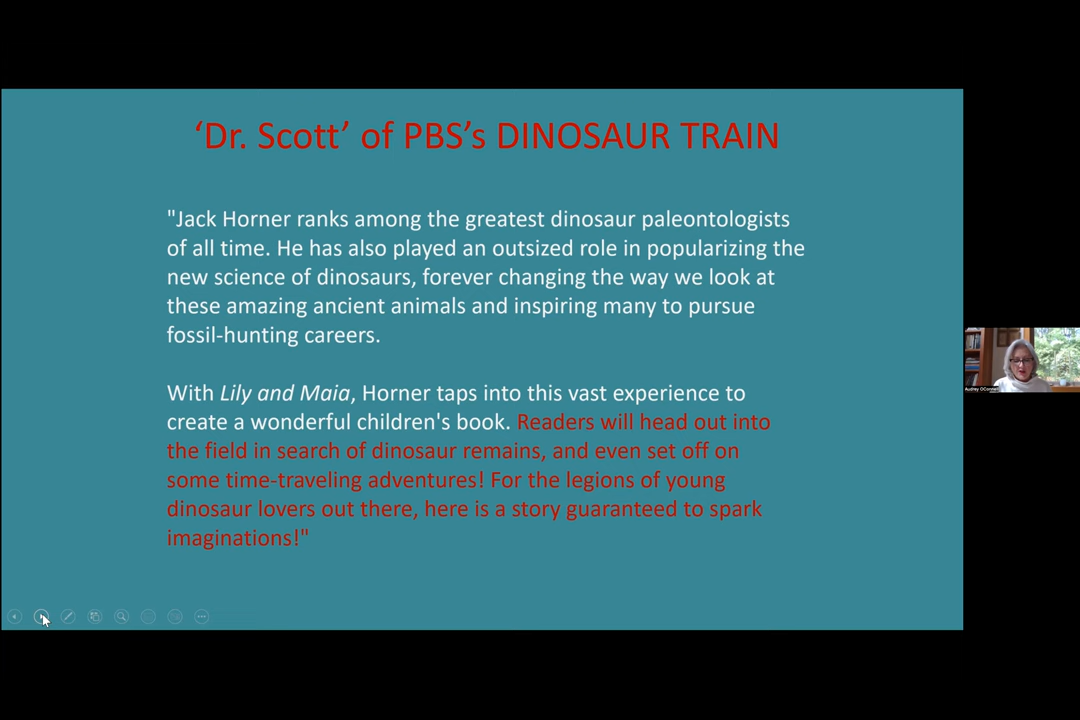 ‘Dr. Scott’ of PBS’s DINOSAUR TRAIN
"Jack Horner ranks among the greatest dinosaur paleontologists
of all time. He has also played an outsized role in popularizing the
new science of dinosaurs, forever changing the way we look at
these amazing ancient animals and inspiring many to pursue
fossil-hunting careers.
With Lily and Maia, Horner taps into this vast experience to
create a wonderful children's book. Readers will head out into
the field in search of dinosaur remains, and even set off on
some time-traveling adventures! For the legions of young
dinosaur lovers out there, here is a story guaranteed to spark
imaginations!"
Audrey OConnell